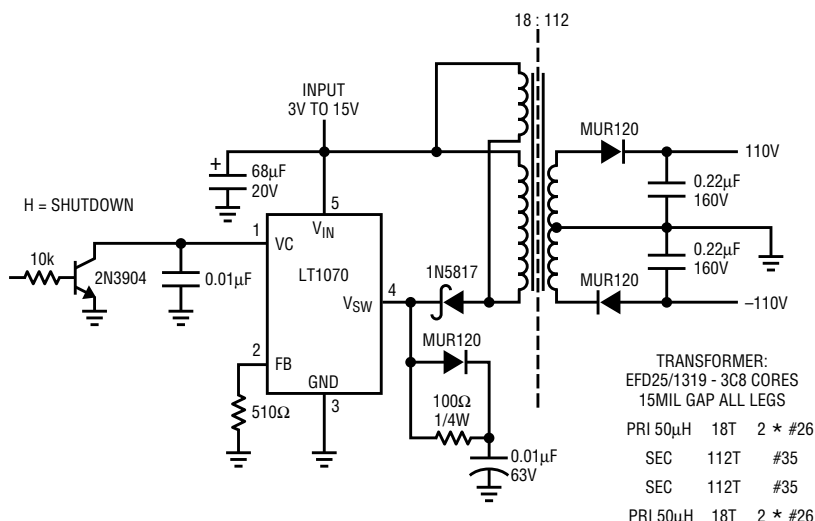 18 : 112
INPUT
3V TO 15V
MUR120
110V
+
68µF
20V
0.22µF
160V
H = SHUTDOWN
5
VIN
1
VC
10k
2N3904
0.01µF
LT1070
4
VSW
1N5817
0.22µF
160V
MUR120
–110V
MUR120
2
FB
GND
3
510Ω
100Ω
1/4W
0.01µF
63V
TRANSFORMER:
EFD25/1319 - 3C8 CORES
15MIL GAP ALL LEGS
PRI 50µH 18T 2 * #26
SEC 112T #35
SEC 112T #35
PRI 50µH 18T 2 * #26